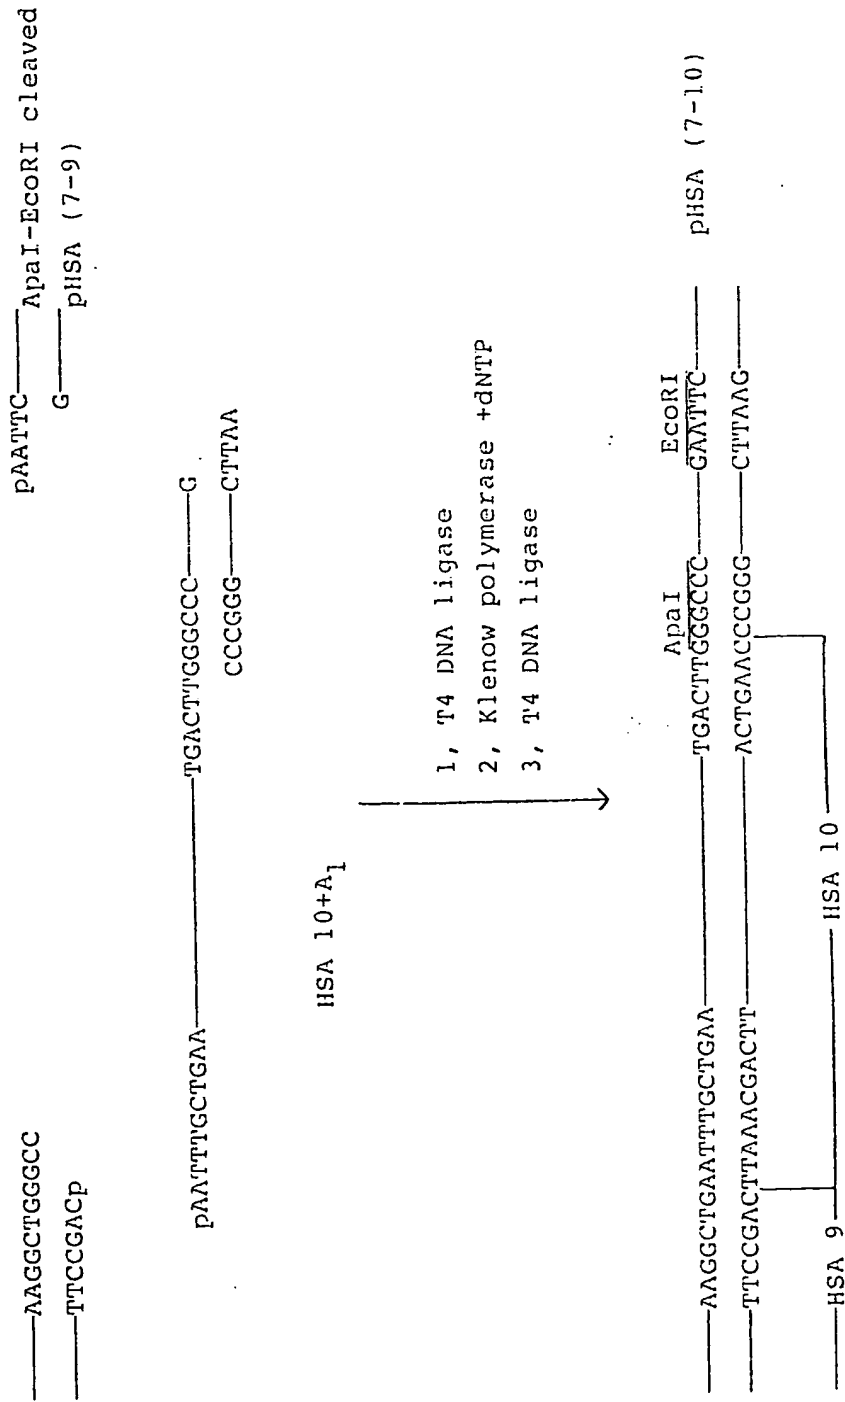 pAATTC
AAGGCTGGGCC ApaI-EcoRI cleaved
G
TTCCGACp pHSA (7-9)
pAATTTGCTGAA TGACTTGGGCCC G
CCCGGG CTTAA
HSA 10+A1
1, T4 DNA ligase
2, Klenow polymerase +dNTP
3, T4 DNA ligase
ApaI EcoRI
AAGGCTGAATTTGCTGAA TGACTTGGGCCC GAATTC pHSA (7-10)
TTCCGACTTAAACGACTT ACTGAACCCGGG CTTAAG
HSA 9 HSA 10